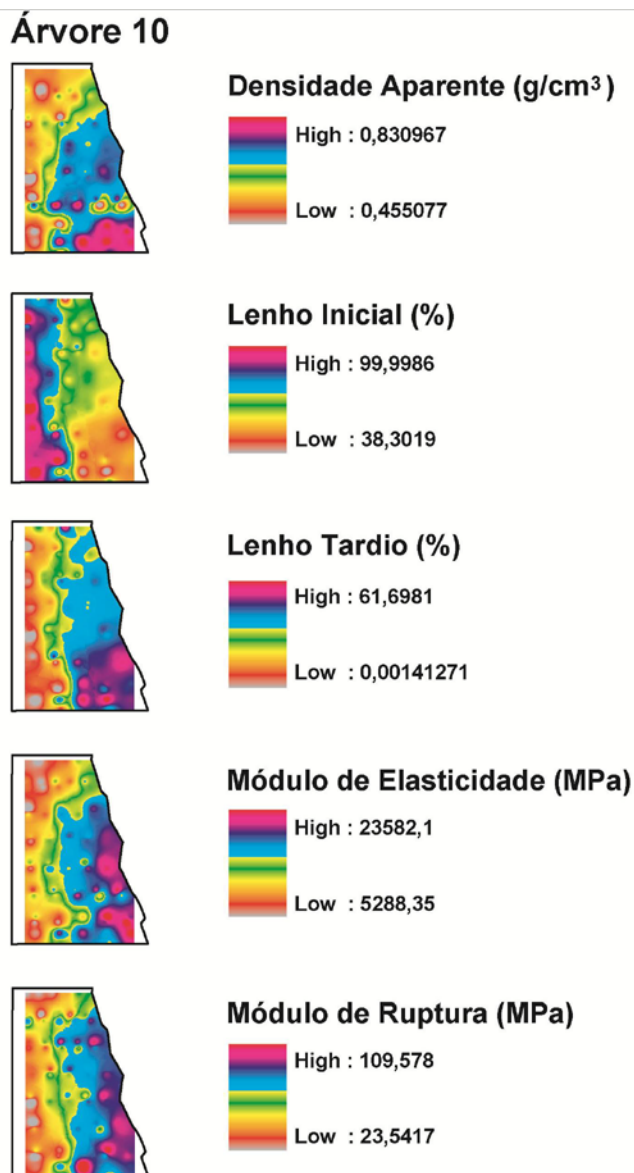 Árvore 10
Densidade Aparente (g/cm³)
High : 0,830967
Low : 0,455077
Lenho Inicial (%)
High : 99,9986
Low : 38,3019
Lenho Tardio (%)
High : 61,6981
Low : 0,00141271
Módulo de Elasticidade (MPa)
High : 23582,1
Low : 5288,35
Módulo de Ruptura (MPa)
High : 109,578
Low : 23,5417